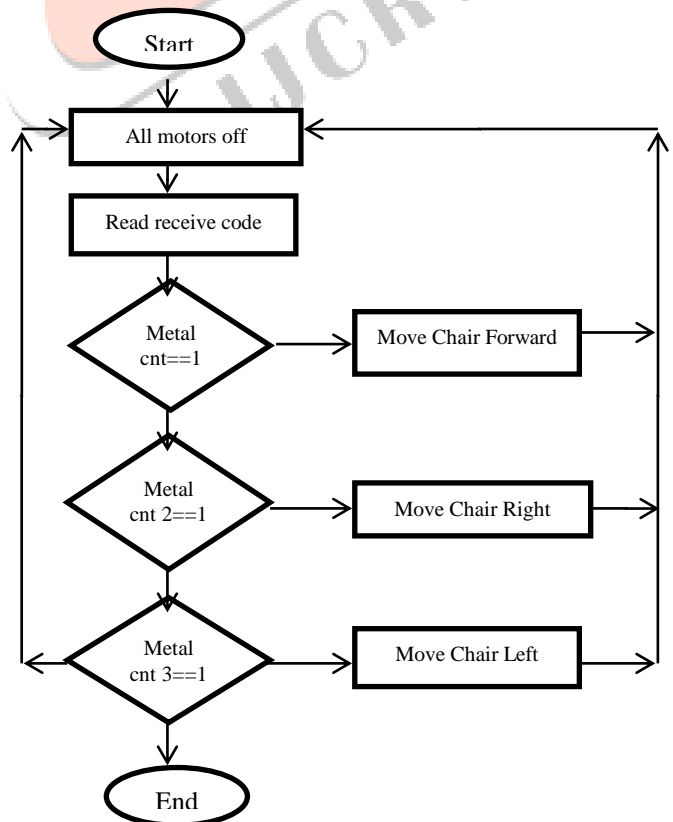 Start
All motors off
Read receive code
Metal
cnt==1
Move Chair Forward
Metal
cnt 2==1
Move Chair Right
Metal
cnt 3==1
Move Chair Left
End